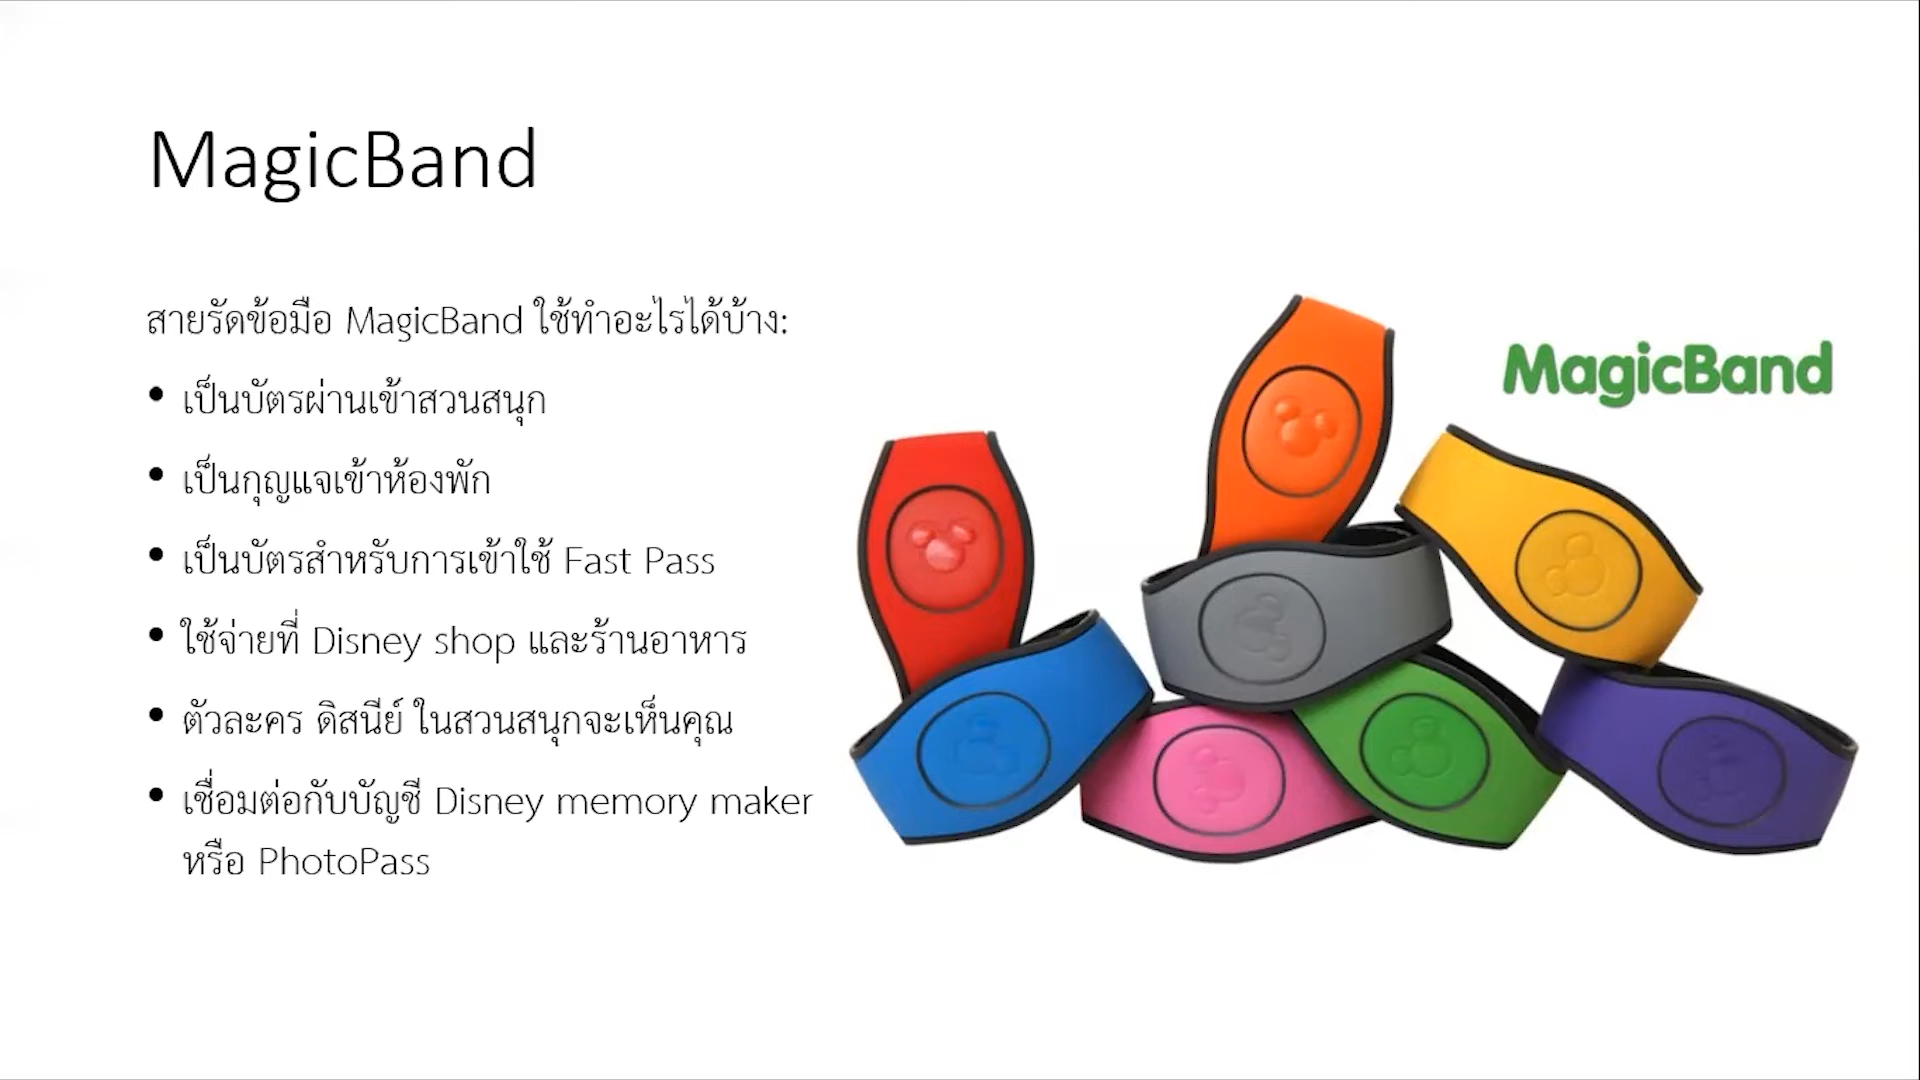 MagicBand
สายรัดข้อมือ MagicBand ใช้ทำอะไรได้บ้าง:
• เป็นบัตรผ่านเข้าสวนสนุก
• เป็นกุญแจเข้าห้องพัก
• เป็นบัตรสำหรับการเข้าใช้ Fast Pass
• ใช้จ่ายที่ Disney shop และร้านอาหาร
• ตัวละคร ดิสนีย์ ในสวนสนุกจะเห็นคุณ
• เชื่อมต่อกับบัญชี Disney memory maker
หรือ PhotoPass
MagicBand